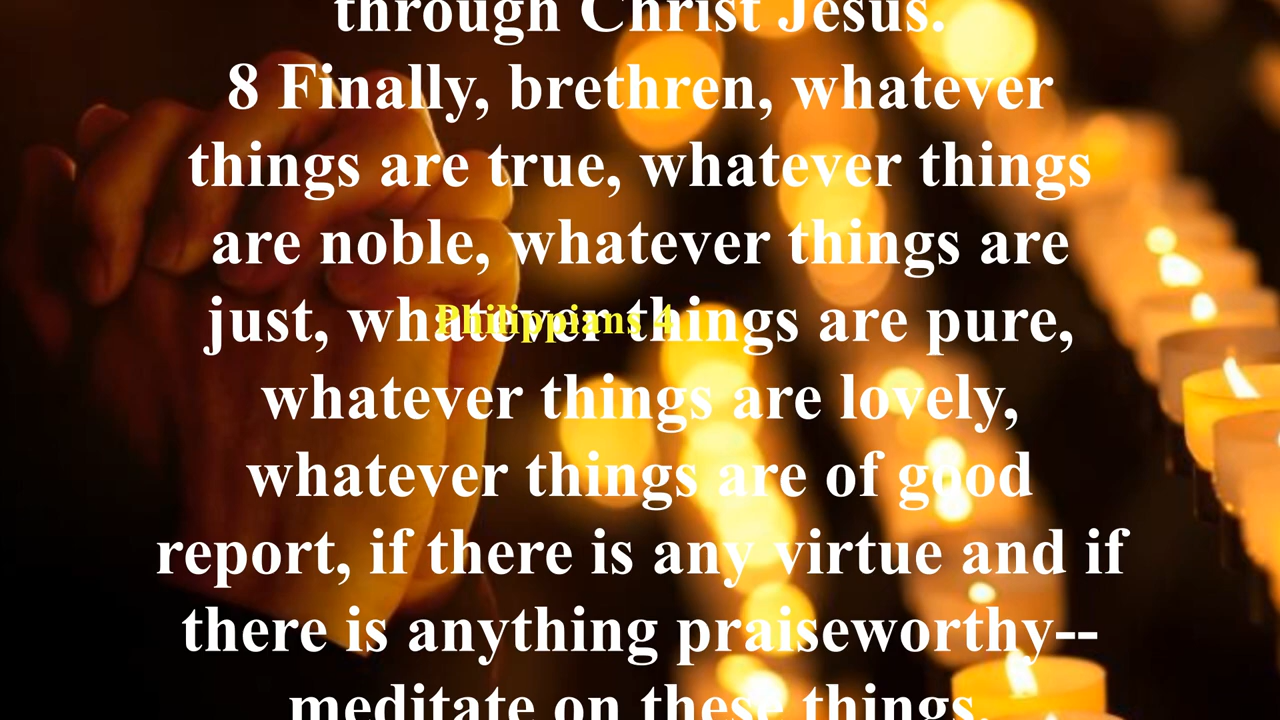 through Christ Jesus.
8 Finally, brethren, whatever
things are true, whatever things
are noble, whatever things are
just, whatever things are pure,
Philippians 4
whatever things are lovely,
whatever things are of good
report, if there is any virtue and if
there is anything praiseworthy--
meditate on these things.